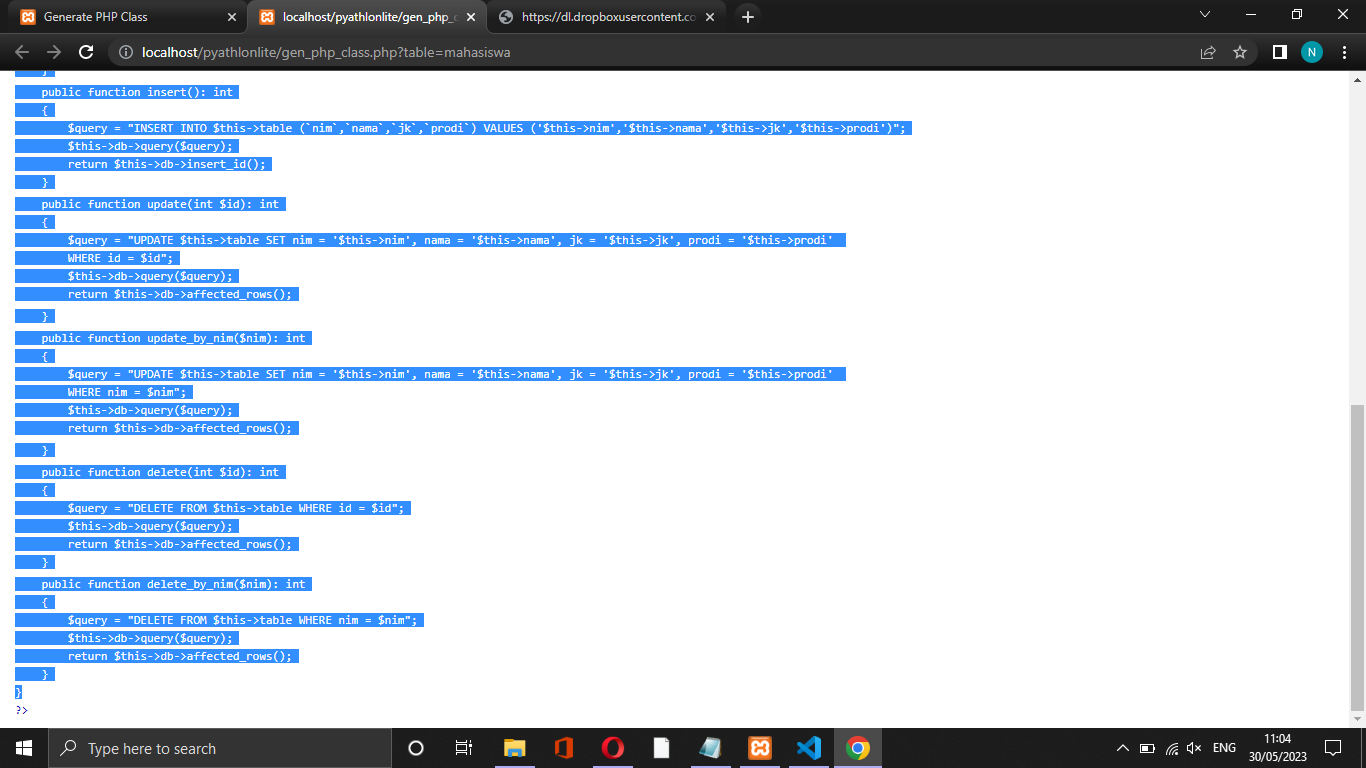 Generate PHP Class
localhost/pyathlonlite/gen_php_c
https://dl.dropboxusercontent.co
localhost/pyathlonlite/gen_php_class.php?table=mahasiswa
N
}
public function insert(): int
{
$query = "INSERT INTO $this->table (`nim`,`nama`,`jk`,`prodi`) VALUES ('$this->nim','$this->nama','$this->jk','$this->prodi')";
$this->db->query($query);
return $this->db->insert_id();
}
public function update(int $id): int
{
$query = "UPDATE $this->table SET nim = '$this->nim', nama = '$this->nama', jk = '$this->jk', prodi = '$this->prodi'
WHERE id = $id";
$this->db->query($query);
return $this->db->affected_rows();
}
public function update_by_nim($nim): int
{
$query = "UPDATE $this->table SET nim = '$this->nim', nama = '$this->nama', jk = '$this->jk', prodi = '$this->prodi'
WHERE nim = $nim";
$this->db->query($query);
return $this->db->affected_rows();
}
public function delete(int $id): int
{
$query = "DELETE FROM $this->table WHERE id = $id";
$this->db->query($query);
return $this->db->affected_rows();
}
public function delete_by_nim($nim): int
{
$query = "DELETE FROM $this->table WHERE nim = $nim";
$this->db->query($query);
return $this->db->affected_rows();
}
}
?>
Type here to search
ENG
11:04
30/05/2023